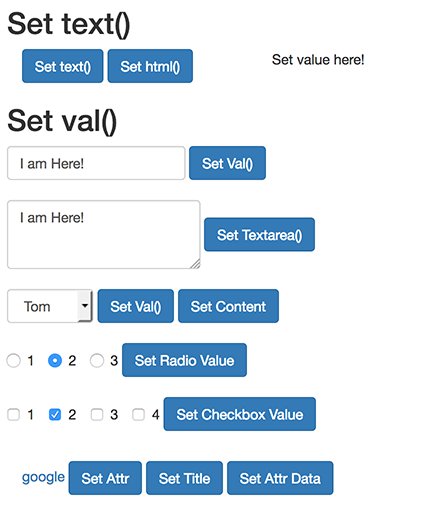 Set text()
Set text() Set html() Set value here!
Set val()
I am Here! Set Val()
I am Here! Set Textarea()
Tom Set Val() Set Content
1 2 3 Set Radio Value
1 2 3 4 Set Checkbox Value
google Set Attr Set Title Set Attr Data